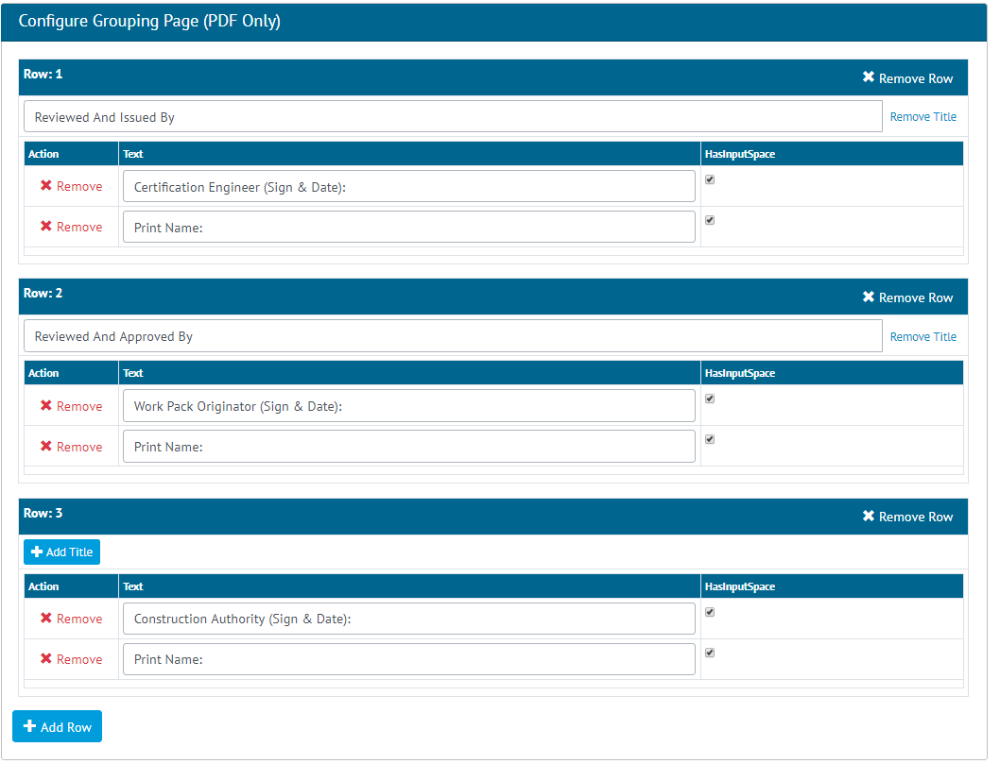 Configure Grouping Page (PDF Only)
Row: 1
Remove Row
Reviewed And Issued By
Remove Title
Action Text HasInputSpace
Remove Certification Engineer (Sign & Date):
Remove Print Name:
Row: 2
Remove Row
Reviewed And Approved By
Remove Title
Action Text HasInputSpace
Remove Work Pack Originator (Sign & Date):
Remove Print Name:
Row: 3
Remove Row
Add Title
Action Text HasInputSpace
Remove Construction Authority (Sign & Date):
Remove Print Name:
Add Row